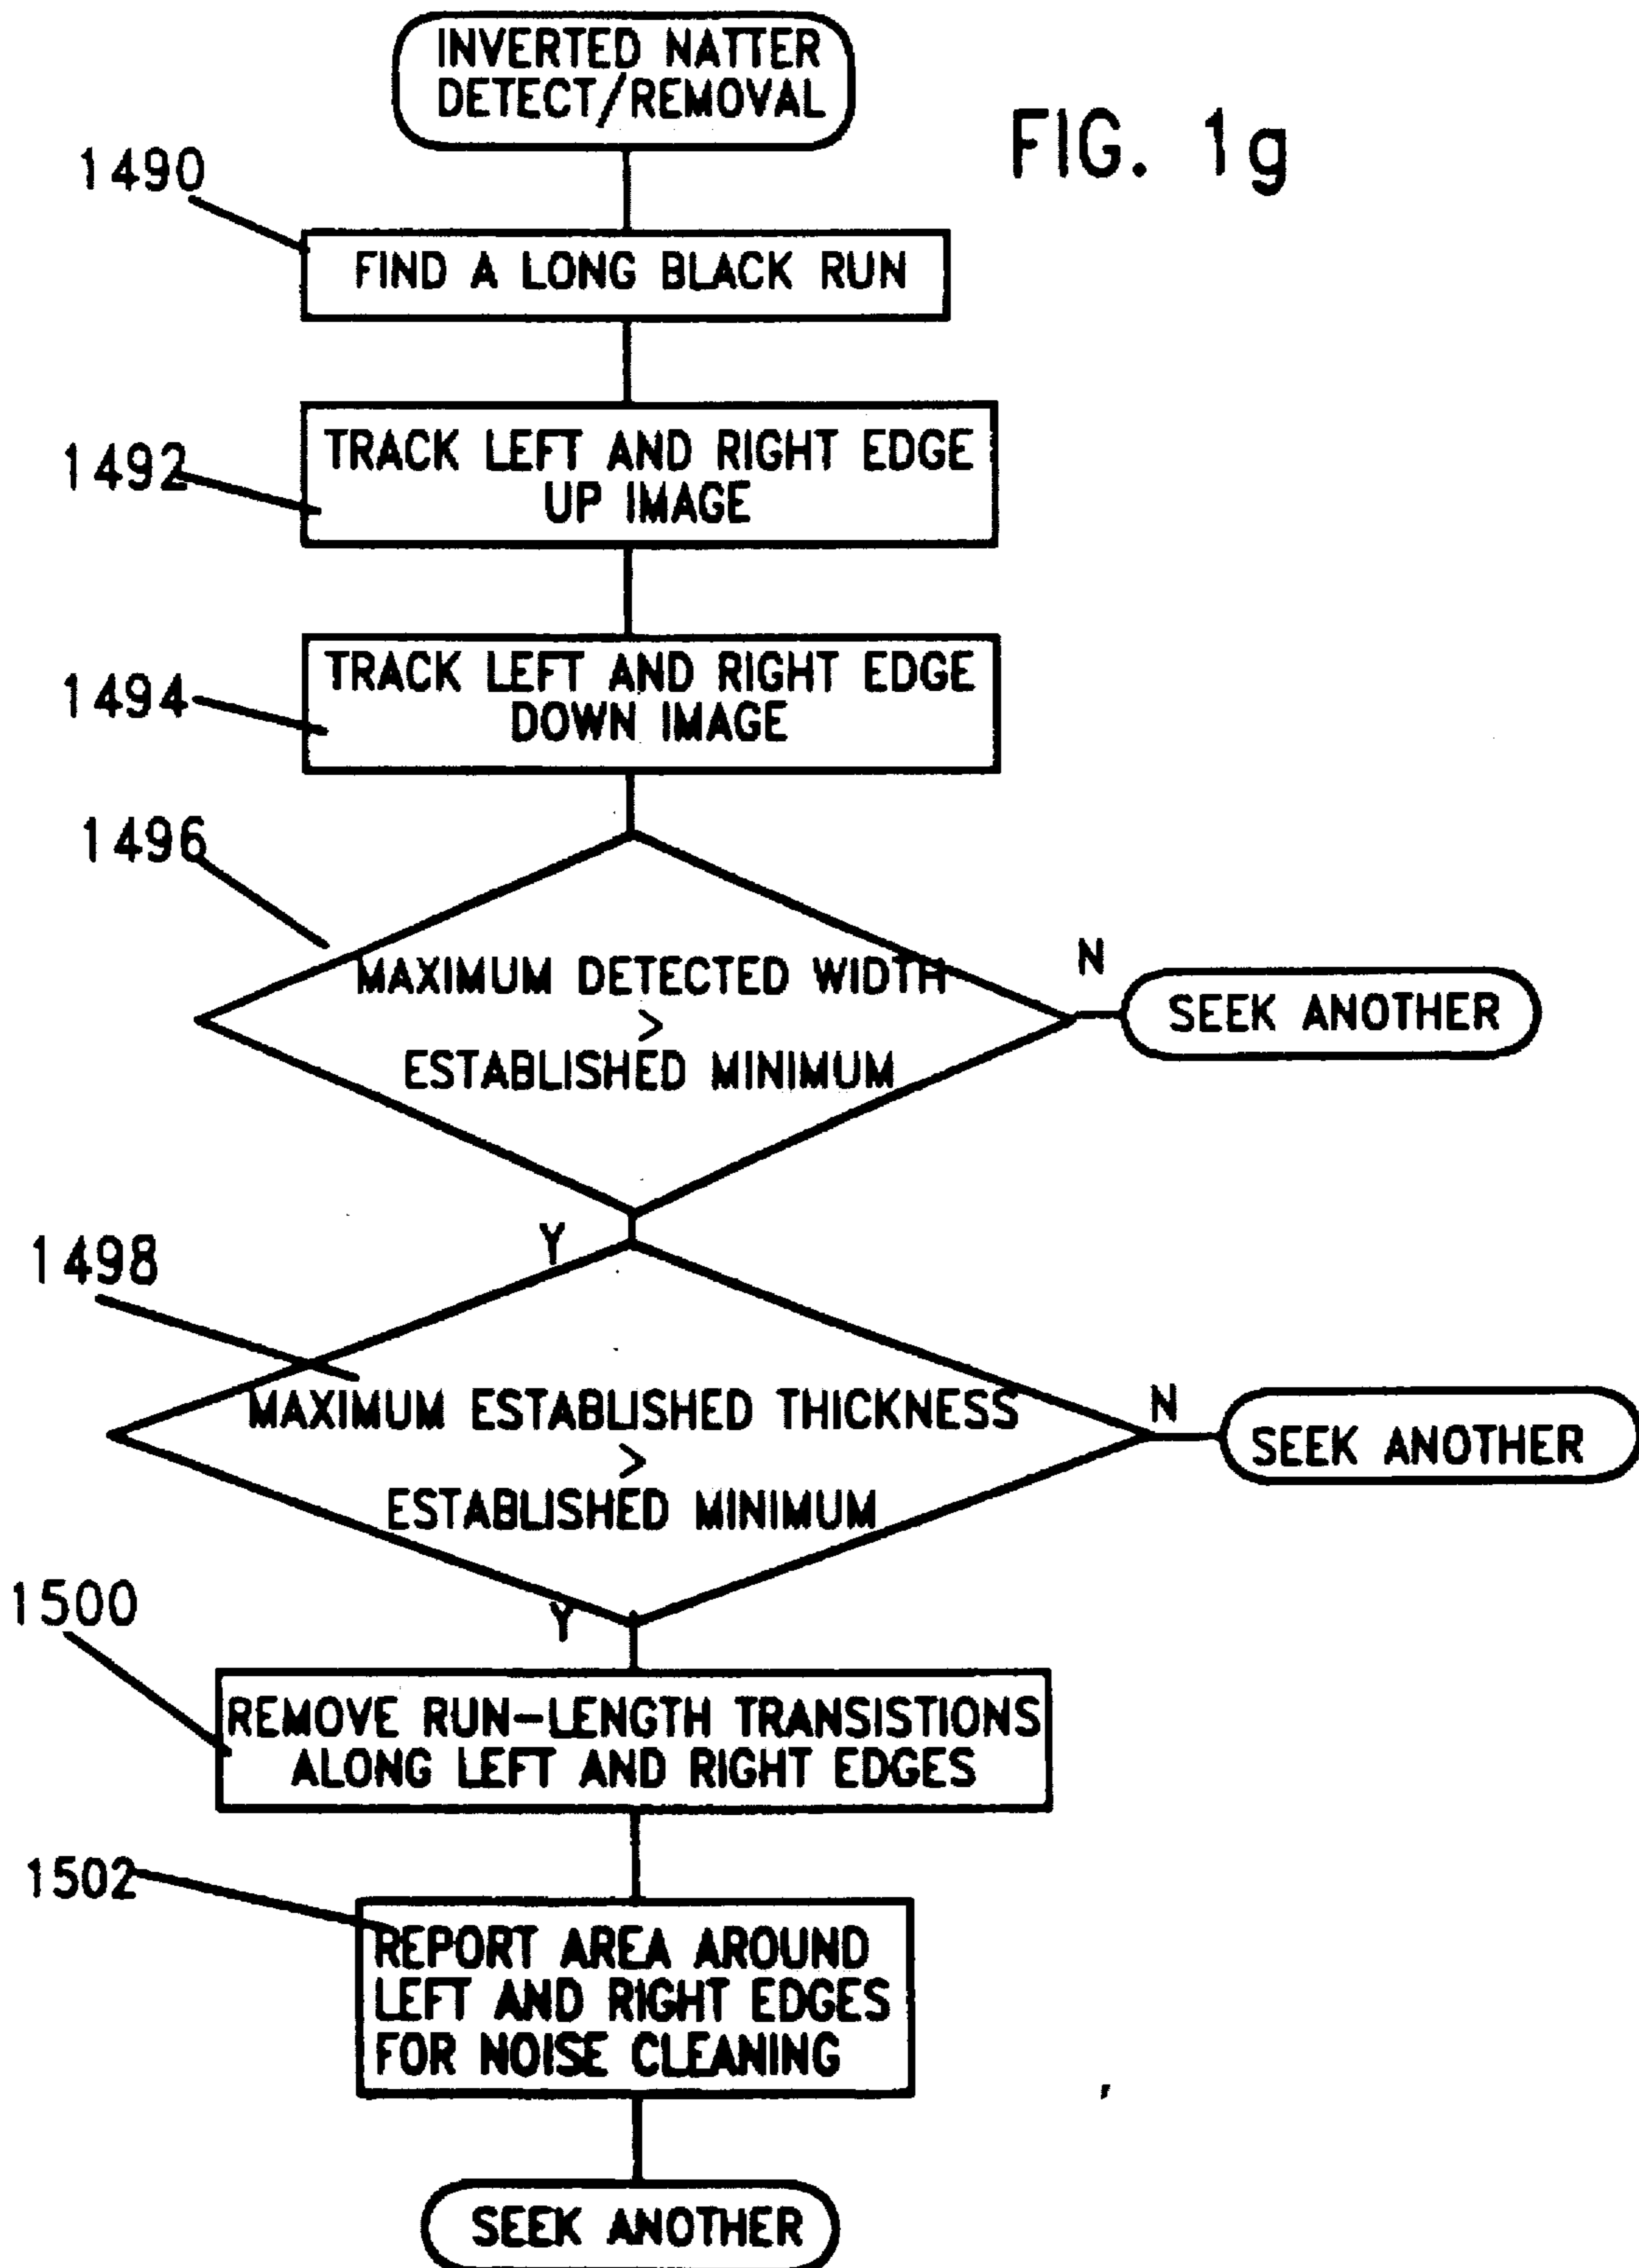 INVERTED NATTER
DETECT/REMOVAL
FIG. 1g
1490
FIND A LONG BLACK RUN
1492
TRACK LEFT AND RIGHT EDGE
UP IMAGE
1494
TRACK LEFT AND RIGHT EDGE
DOWN IMAGE
1496
MAXIMUM DETECTED WIDTH
>
ESTABLISHED MINIMUM
N
SEEK ANOTHER
Y
1498
MAXIMUM ESTABLISHED THICKNESS
>
ESTABLISHED MINIMUM
N
SEEK ANOTHER
Y
1500
REMOVE RUN-LENGTH TRANSISTIONS
ALONG LEFT AND RIGHT EDGES
1502
REPORT AREA AROUND
LEFT AND RIGHT EDGES
FOR NOISE CLEANING
SEEK ANOTHER